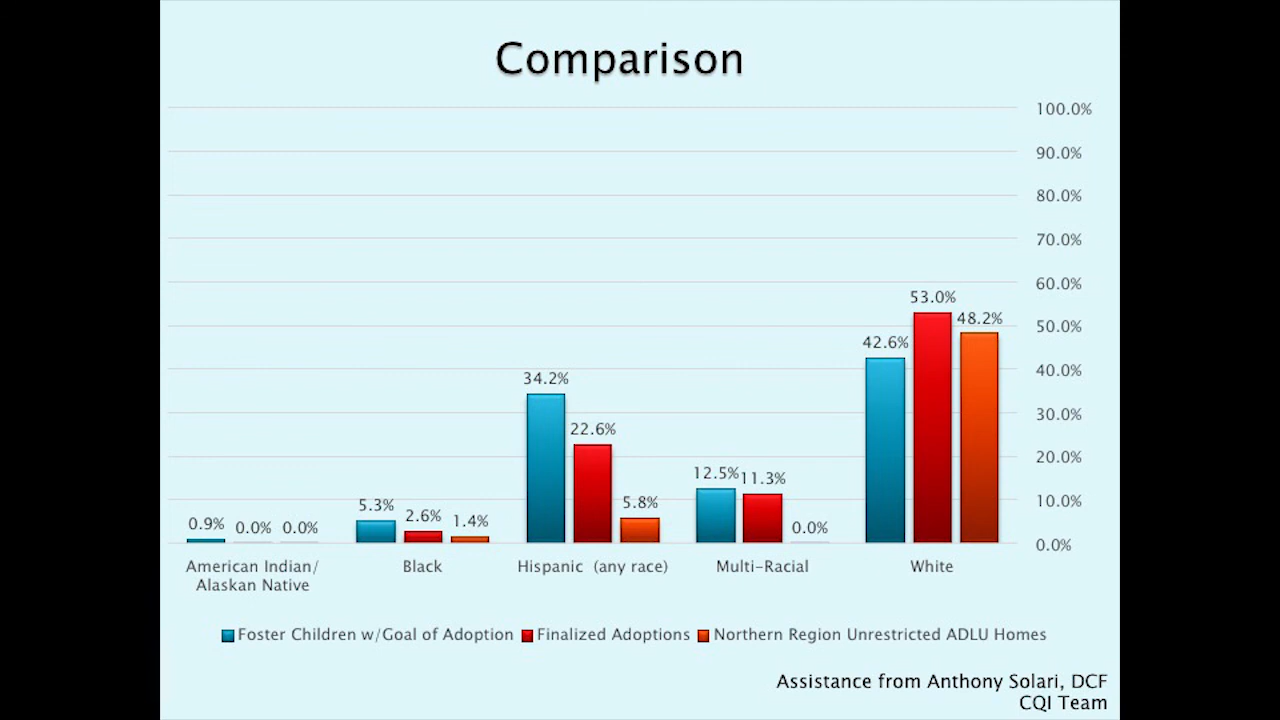 Comparison
100.0%
90.0%
80.0%
70.0%
60.0%
50.0%
40.0%
30.0%
20.0%
10.0%
0.0%
0.9% 0.0% 0.0%
5.3% 2.6% 1.4%
34.2% 22.6% 5.8%
12.5% 11.3% 0.0%
42.6% 53.0% 48.2%
American Indian/
Alaskan Native
Black
Hispanic (any race)
Multi-Racial
White
Foster Children w/Goal of Adoption Finalized Adoptions Northern Region Unrestricted ADLU Homes
Assistance from Anthony Solari, DCF
CQI Team